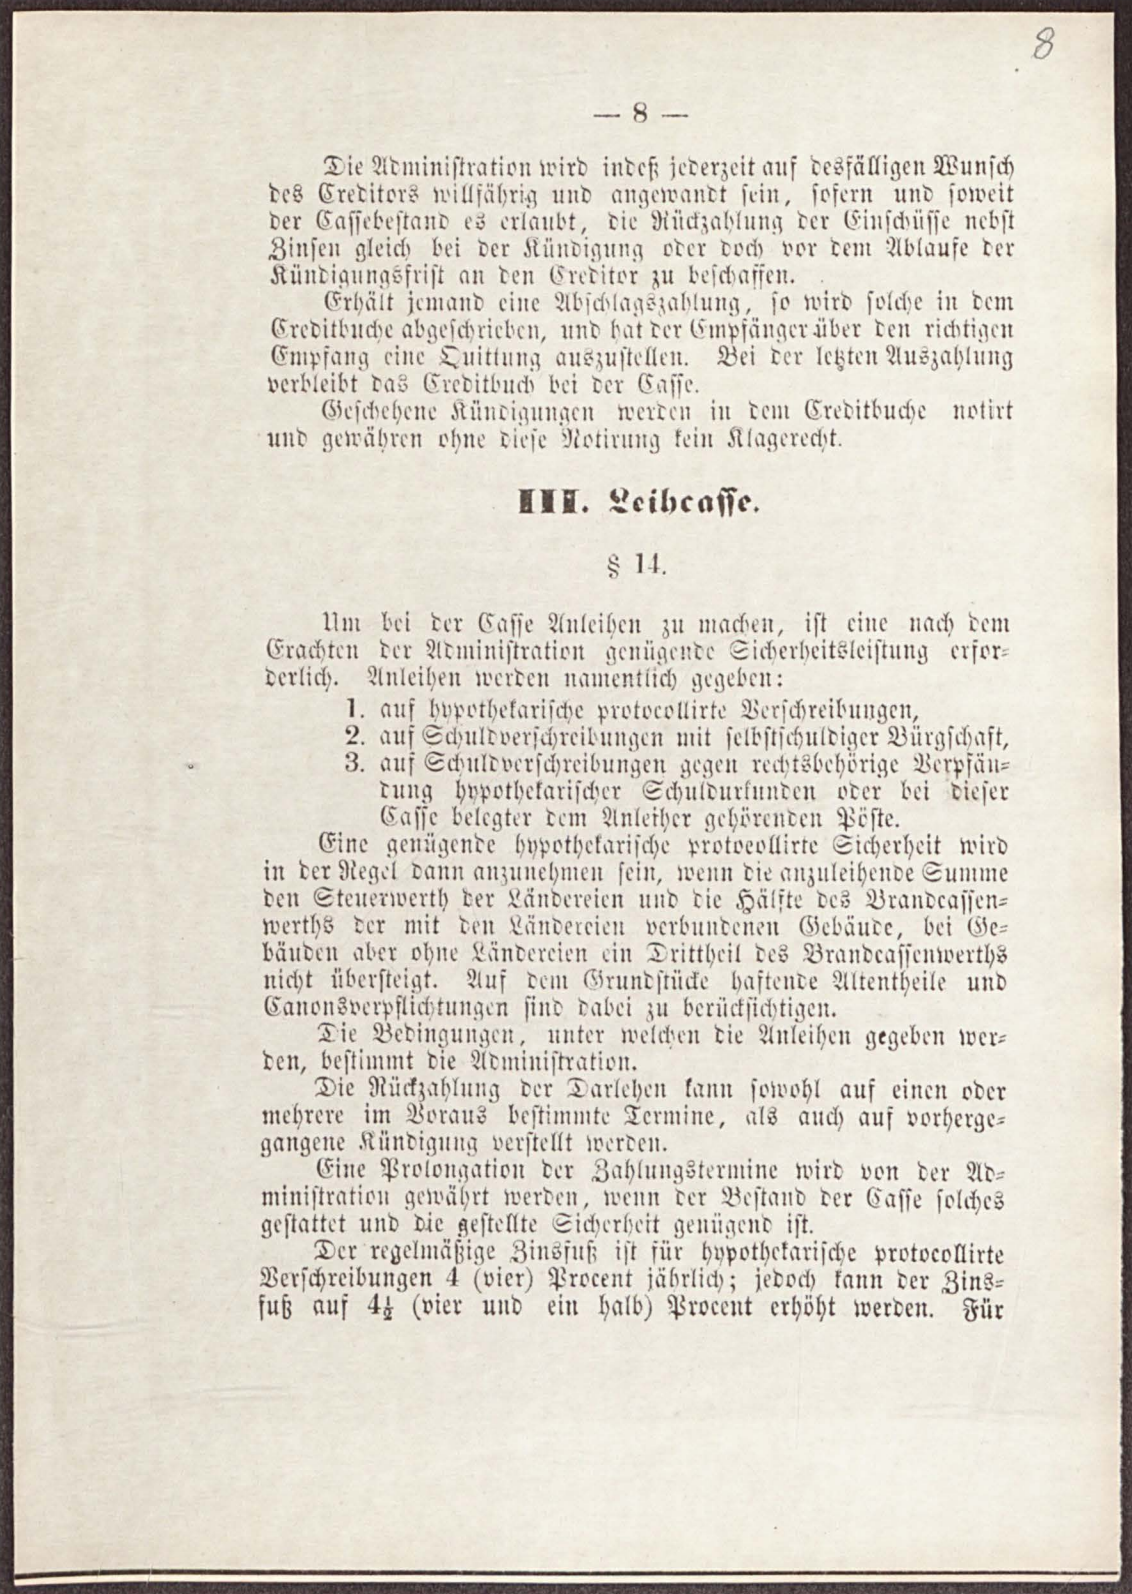 8
— 8 —
Die Administration wird indeß jederzeit auf desfälligen Wunsch
des Creditors willfährig und angewandt sein, sofern und soweit
der Cassebestand es erlaubt, die Rückzahlung der Einschüsse nebst
Zinsen gleich bei der Kündigung oder doch vor dem Ablaufe der
Kündigungsfrist an den Creditor zu beschaffen.
Erhält jemand eine Abschlagszahlung, so wird solche in dem
Creditbuche abgeschrieben, und hat der Empfänger über den richtigen
Empfang eine Quittung auszustellen. Bei der letzten Auszahlung
verbleibt das Creditbuch bei der Casse.
Geschehene Kündigungen werden in dem Creditbuche notirt
und gewähren ohne diese Notirung kein Klagerecht.
III. Leihcasse.
§ 14.
Um bei der Casse Anleihen zu machen, ist eine nach dem
Erachten der Administration genügende Sicherheitsleistung erfor-
derlich. Anleihen werden namentlich gegeben:
1. auf hypothekarische protocollirte Verschreibungen,
2. auf Schuldverschreibungen mit selbstschuldiger Bürgschaft,
3. auf Schuldverschreibungen gegen rechtsbehörige Verpfän-
dung hypothekarischer Schuldurkunden oder bei dieser
Casse belegter dem Anleiher gehörenden Pöste.
Eine genügende hypothekarische protocollirte Sicherheit wird
in der Regel dann anzunehmen sein, wenn die anzuleihende Summe
den Steuerwerth der Ländereien und die Hälfte des Brandcassen-
werths der mit den Ländereien verbundenen Gebäude, bei Ge-
bäuden aber ohne Ländereien ein Drittheil des Brandcassenwerths
nicht übersteigt. Auf dem Grundstücke haftende Altentheile und
Canonsverpflichtungen sind dabei zu berücksichtigen.
Die Bedingungen, unter welchen die Anleihen gegeben wer-
den, bestimmt die Administration.
Die Rückzahlung der Darlehen kann sowohl auf einen oder
mehrere im Voraus bestimmte Termine, als auch auf vorherge-
gangene Kündigung verstellt werden.
Eine Prolongation der Zahlungstermine wird von der Ad-
ministration gewährt werden, wenn der Bestand der Casse solches
gestattet und die gestellte Sicherheit genügend ist.
Der regelmäßige Zinsfuß ist für hypothekarische protocollirte
Verschreibungen 4 (vier) Procent jährlich; jedoch kann der Zins-
fuß auf 4½ (vier und ein halb) Procent erhöht werden. Für